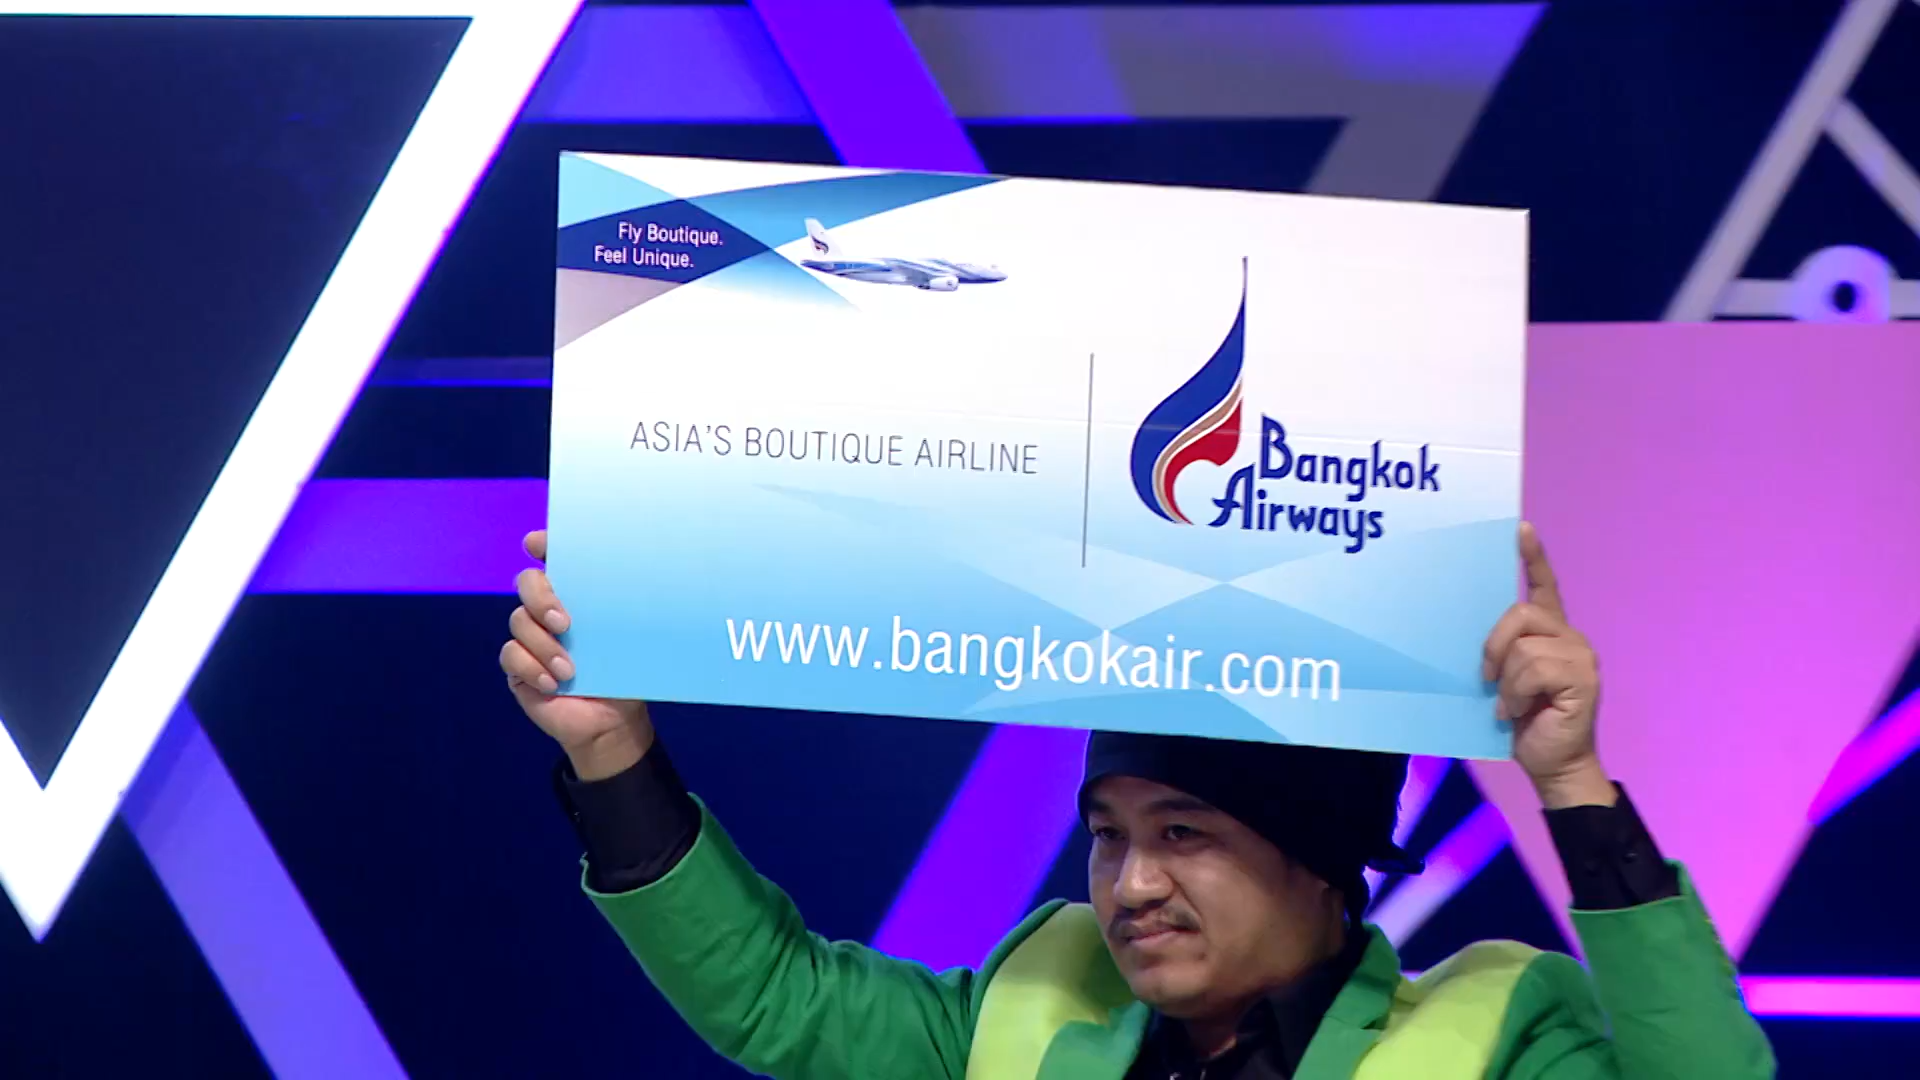 Fly Boutique.
Feel Unique.
ASIA'S BOUTIQUE AIRLINE
Bangkok
Airways
www.bangkokair.com